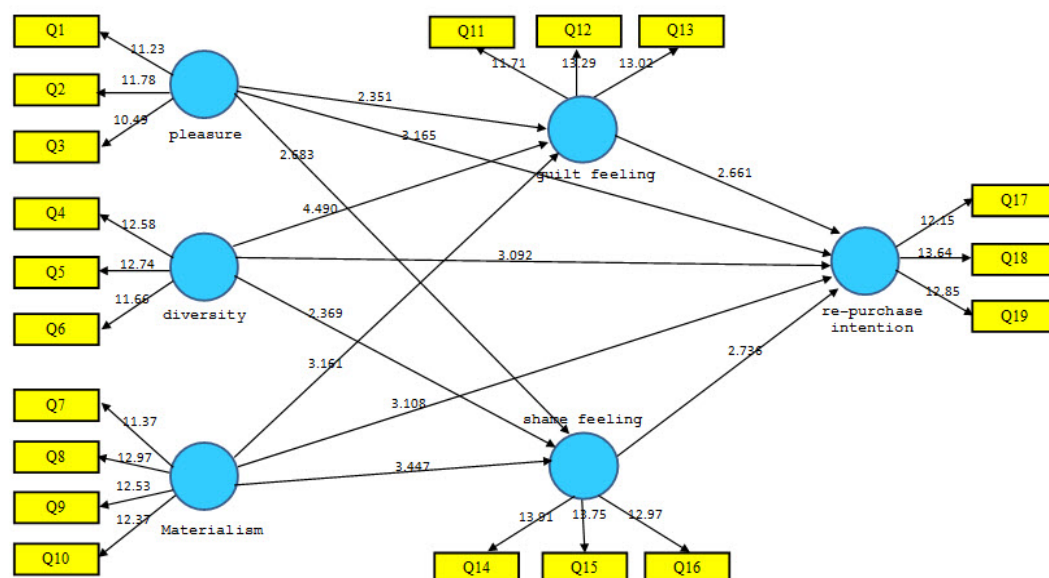 Q1
Q2
Q3
11.23
11.78
10.49
pleasure
Q4
Q5
Q6
12.58
12.74
11.66
diversity
Q7
Q8
Q9
Q10
11.37
12.97
12.53
12.37
Materialism
2.351
3.165
2.683
4.490
3.092
2.369
3.161
3.108
3.447
Q11
Q12
Q13
11.71
13.29
13.02
guilt feeling
2.661
shame feeling
2.736
13.91
13.75
12.97
Q14
Q15
Q16
re-purchase
intention
12.15
13.64
12.85
Q17
Q18
Q19